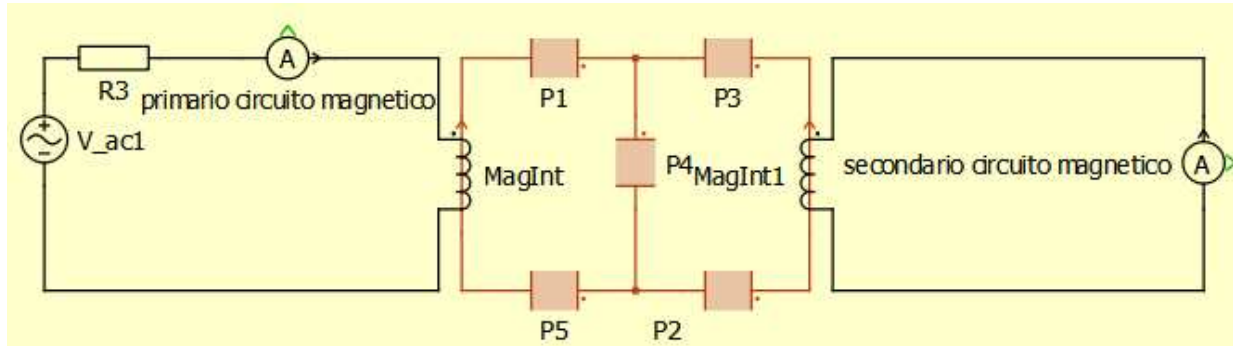 A
R3
primario circuito magnetico
V_ac1
P1
P3
MagInt
P4
MagInt1
secondario circuito magnetico
A
P5
P2